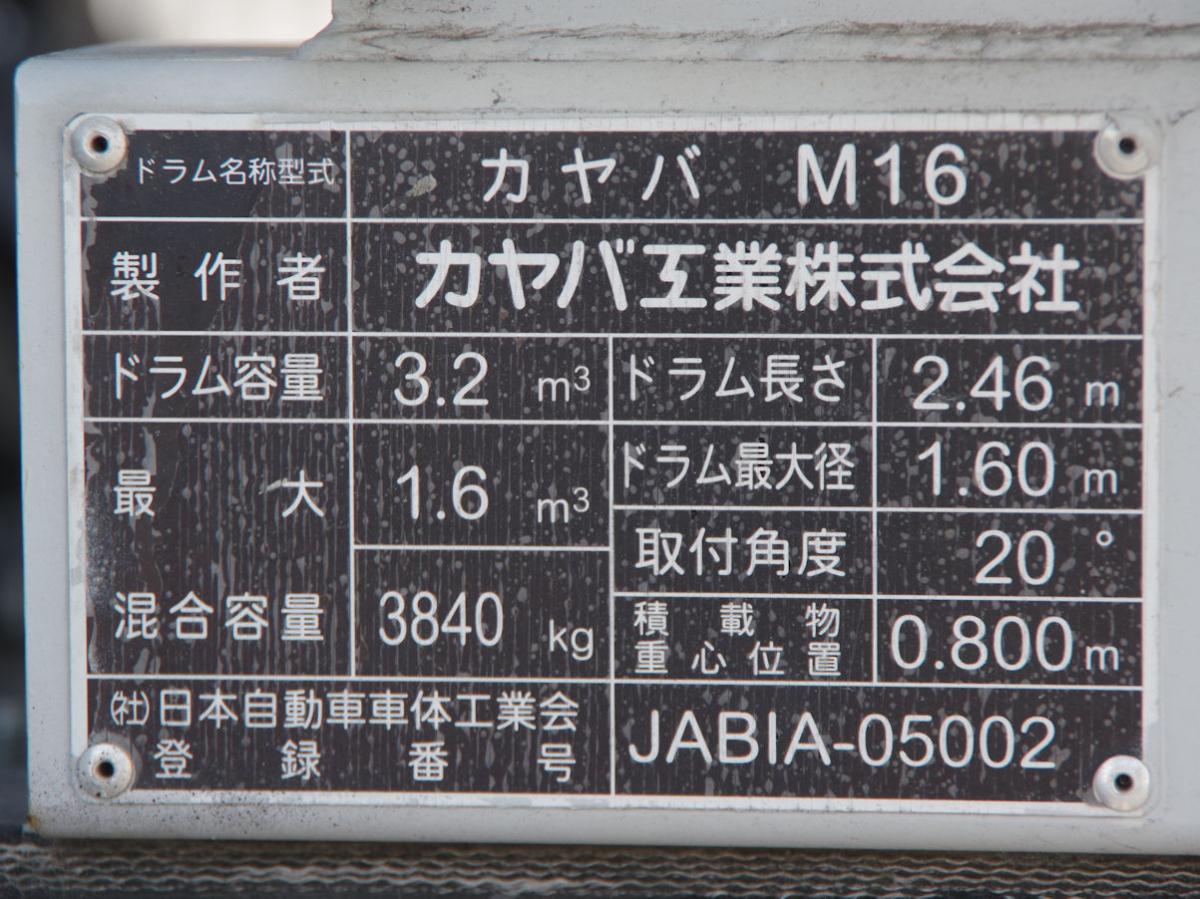 ドラム名称型式 カヤバ M16
製作者 カヤバ工業株式会社
ドラム容量 3.2 m³ ドラム長さ 2.46 m
最大 1.6 m³ ドラム最大径 1.60 m
取付角度 20°
混合容量 3840 kg 積載物
重心位置 0.800m
(社)日本自動車車体工業会
登録番号 JABIA-05002